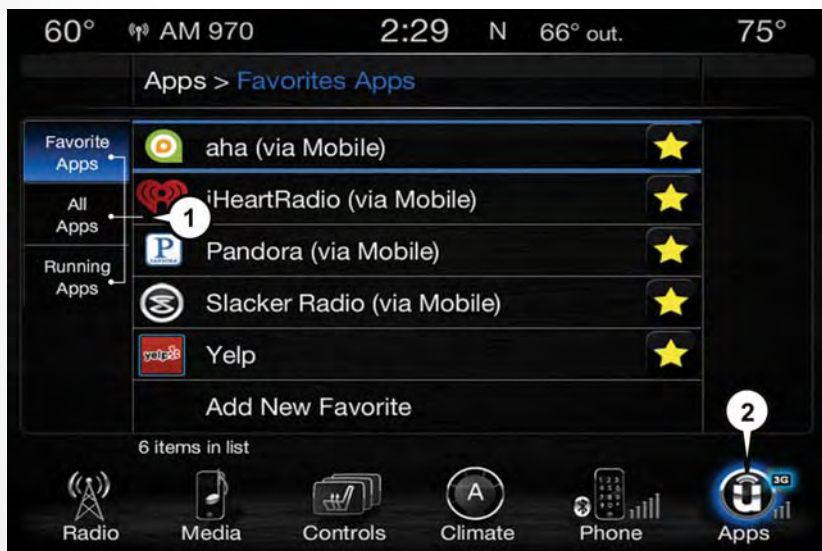 60° AM 970 2:29 N 66° out. 75°
Apps > Favorites Apps
Favorite
Apps
All
Apps
Running
Apps
1
aha (via Mobile)
iHeartRadio (via Mobile)
P PANDORA Pandora (via Mobile)
Slacker Radio (via Mobile)
yelp Yelp
Add New Favorite
6 items in list
2
A
u
3G
Radio Media Controls Climate Phone Apps